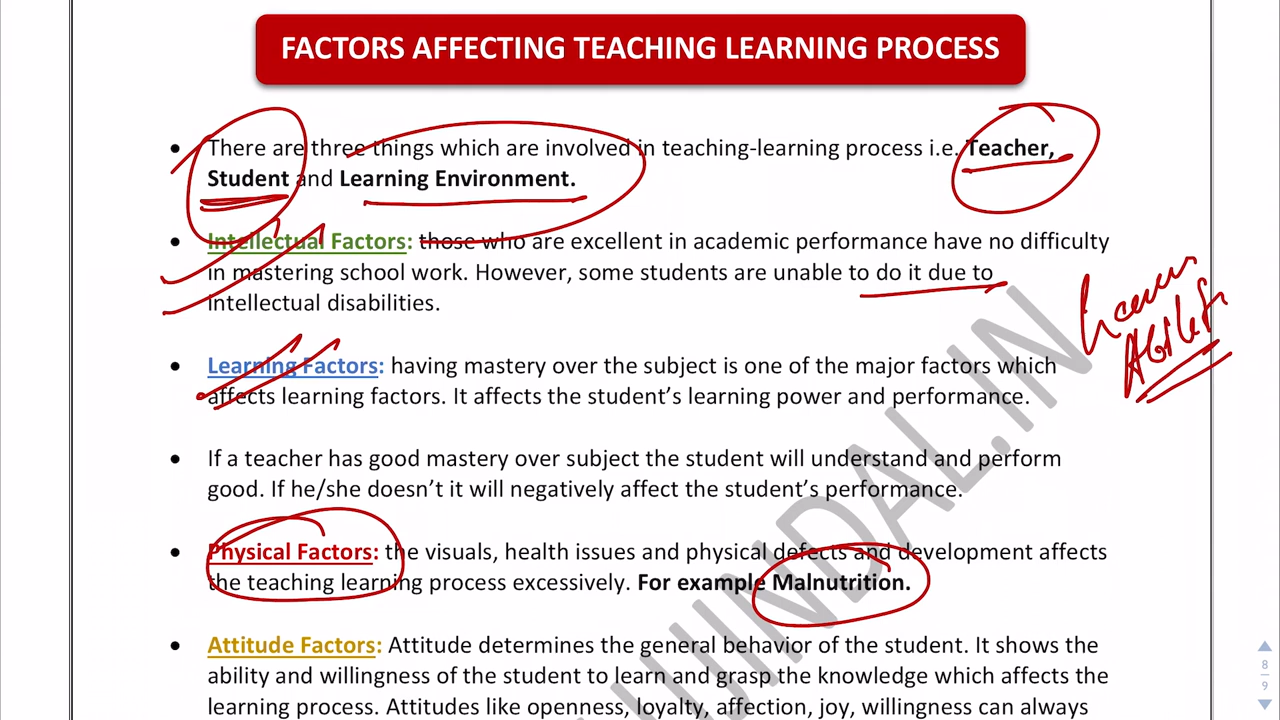 FACTORS AFFECTING TEACHING LEARNING PROCESS
• There are three things which are involved in teaching-learning process i.e. Teacher,
Student and Learning Environment.
• Intellectual Factors: those who are excellent in academic performance have no difficulty
in mastering school work. However, some students are unable to do it due to
intellectual disabilities.
• Learning Factors: having mastery over the subject is one of the major factors which
affects learning factors. It affects the student’s learning power and performance.
• If a teacher has good mastery over subject the student will understand and perform
good. If he/she doesn’t it will negatively affect the student’s performance.
• Physical Factors: the visuals, health issues and physical defects and development affects
the teaching learning process excessively. For example Malnutrition.
• Attitude Factors: Attitude determines the general behavior of the student. It shows the
ability and willingness of the student to learn and grasp the knowledge which affects the
learning process. Attitudes like openness, loyalty, affection, joy, willingness can always
JINDAL.IN
8
9